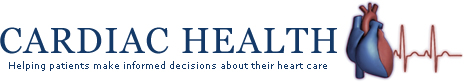 CARDIAC HEALTH
Helping patients make informed decisions about their heart care